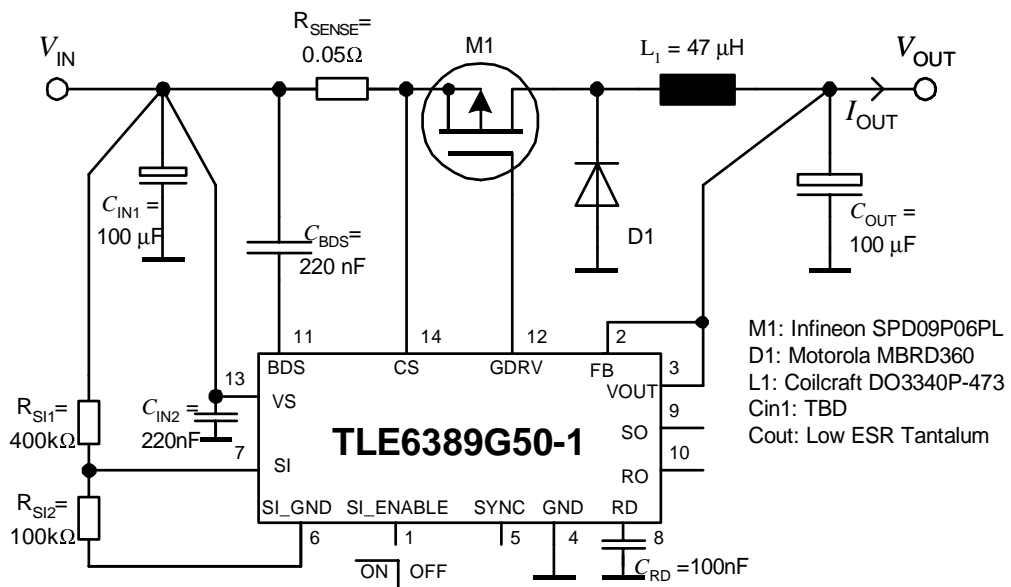 R_SENSE=
0.05Ω
M1
L₁ = 47 µH
V_IN
V_OUT
I_OUT
C_IN1 =
100 µF
C_BDS=
220 nF
D1
C_OUT =
100 µF
11
14
12
2
M1: Infineon SPD09P06PL
D1: Motorola MBRD360
L1: Coilcraft DO3340P-473
Cin1: TBD
Cout: Low ESR Tantalum
BDS
CS
GDRV
FB
3
VOUT
13
VS
R_SI1=
400kΩ
C_IN2
220nF
9
SO
TLE6389G50-1
10
RO
7
SI
R_SI2=
100kΩ
SI_GND
SI_ENABLE
SYNC
GND
RD
6
1
5
4
8
ON
OFF
C_RD =100nF